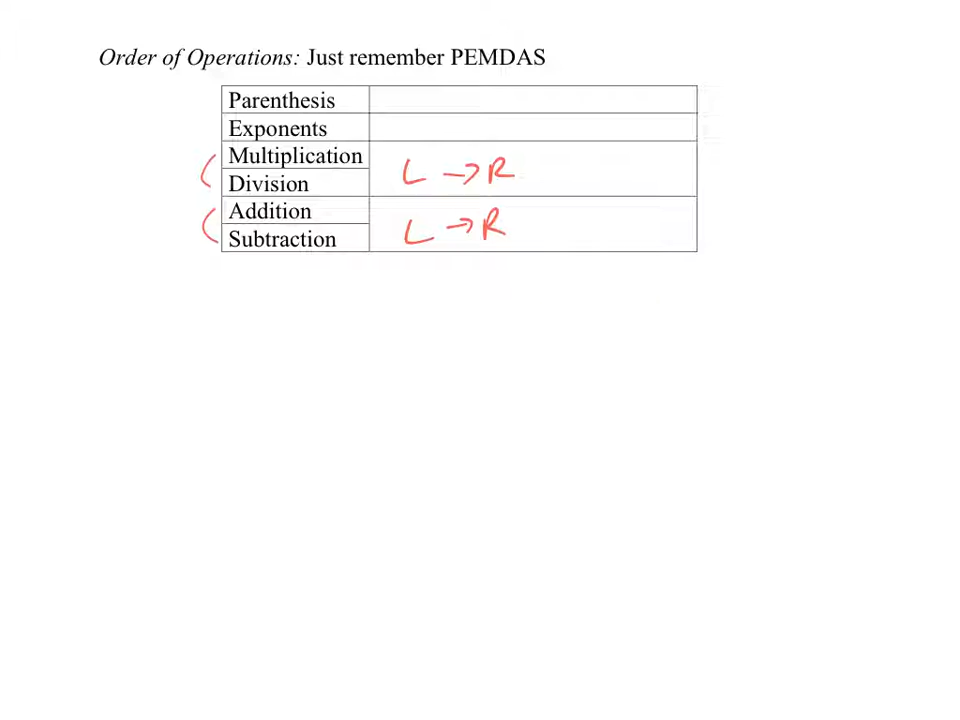 Order of Operations: Just remember PEMDAS
Parenthesis
Exponents
Multiplication
Division
L → R
Addition
Subtraction
L → R